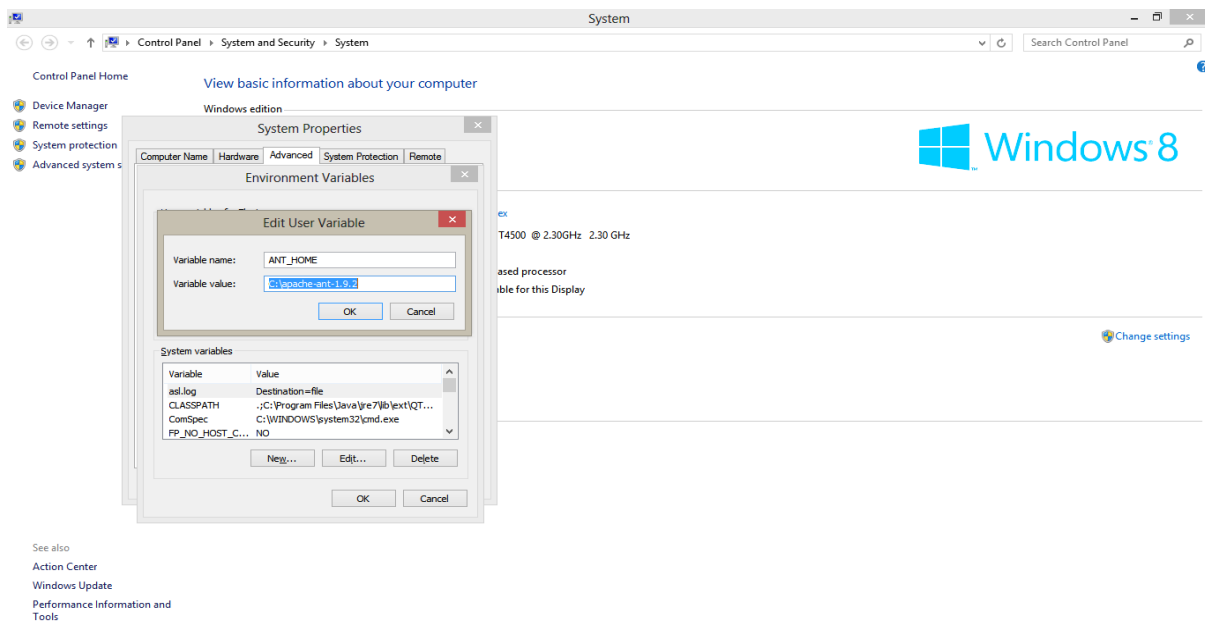 System
Control Panel System and Security System
Search Control Panel
Control Panel Home
Device Manager
Remote settings
System protection
Advanced system s
View basic information about your computer
Windows edition
Windows 8
ex
T4500 @ 2.30GHz 2.30 GHz
ased processor
ble for this Display
Change settings
System Properties
Computer Name Hardware Advanced System Protection Remote
Environment Variables
Edit User Variable
Variable name: ANT_HOME
Variable value: C:\apache-ant-1.9.2
OK Cancel
System variables
Variable Value
asl.log Destination=file
CLASSPATH .;C:\Program Files\Java\jre7\lib\ext\QT...
ComSpec C:\WINDOWS\system32\cmd.exe
FP_NO_HOST_C... NO
New... Edit... Delete
OK Cancel
See also
Action Center
Windows Update
Performance Information and
Tools